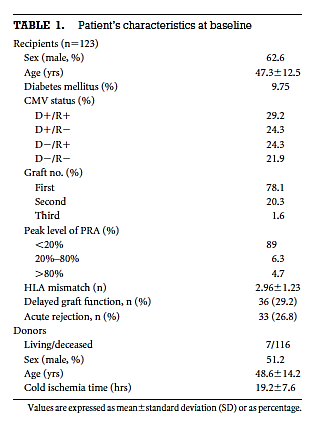 TABLE 1. Patient's characteristics at baseline
Recipients (n=123)
Sex (male, %) 62.6
Age (yrs) 47.3±12.5
Diabetes mellitus (%) 9.75
CMV status (%)
D+/R+ 29.2
D+/R− 24.3
D−/R+ 24.3
D−/R− 21.9
Graft no. (%)
First 78.1
Second 20.3
Third 1.6
Peak level of PRA (%)
<20% 89
20%–80% 6.3
>80% 4.7
HLA mismatch (n) 2.96±1.23
Delayed graft function, n (%) 36 (29.2)
Acute rejection, n (%) 33 (26.8)
Donors
Living/deceased 7/116
Sex (male, %) 51.2
Age (yrs) 48.6±14.2
Cold ischemia time (hrs) 19.2±7.6
Values are expressed as mean±standard deviation (SD) or as percentage.